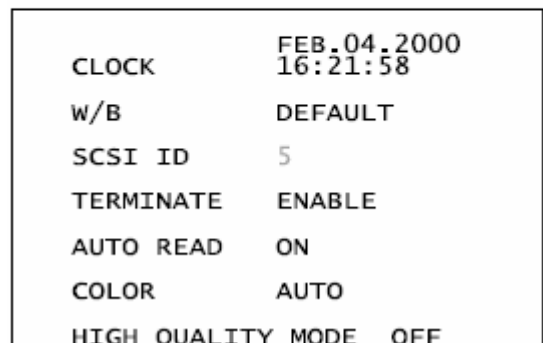 FEB.04.2000
CLOCK 16:21:58
W/B DEFAULT
SCSI ID 5
TERMINATE ENABLE
AUTO READ ON
COLOR AUTO
HIGH QUALITY MODE OFF